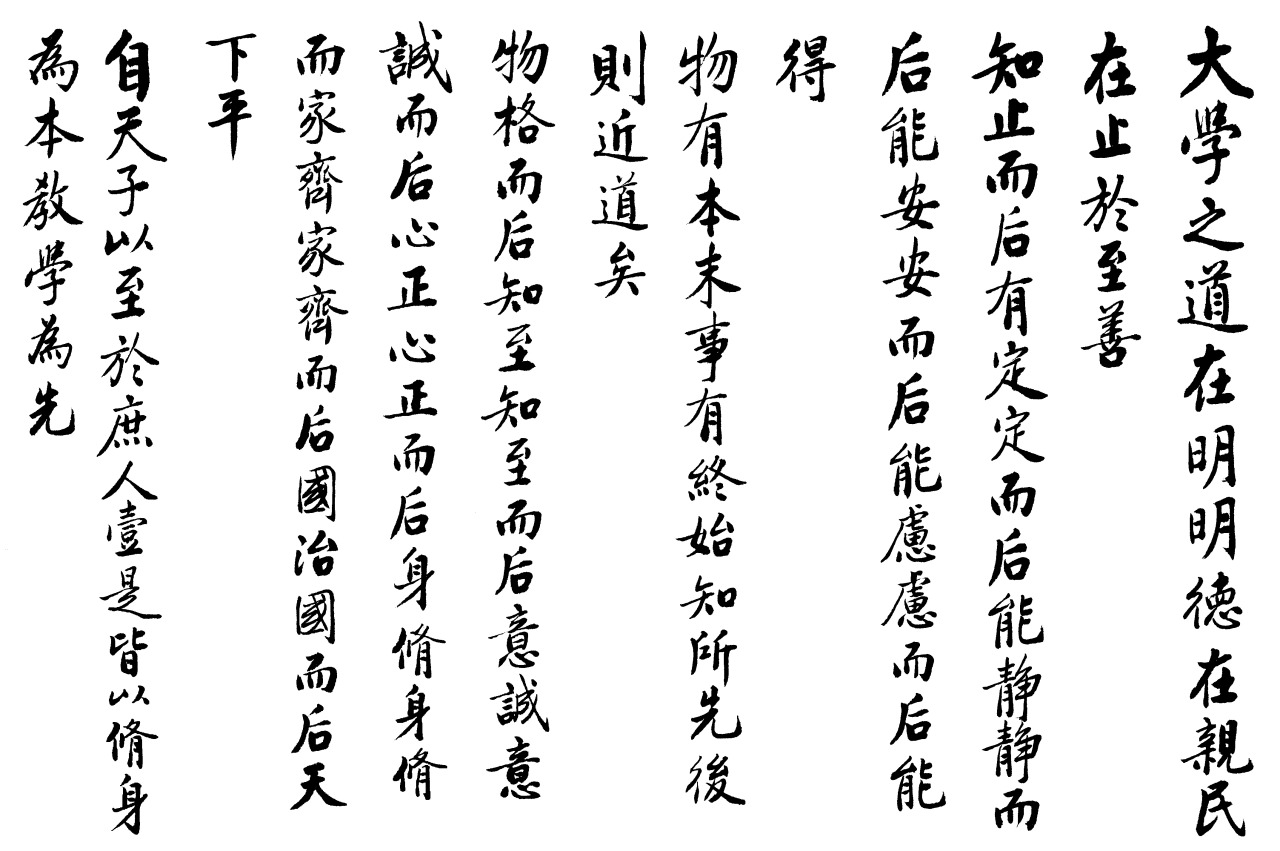 大學之道在明明德在親民
在止於至善
知止而后有定定而后能靜靜而
后能安安而后能慮慮而后能
得
物有本末事有終始知所先後
則近道矣
物格而后知至知至而后意誠意
誠而后心正心正而后身脩身脩
而家齊家齊而后國治國而后天
下平
自天子以至於庶人壹是皆以脩身
為本教學為先